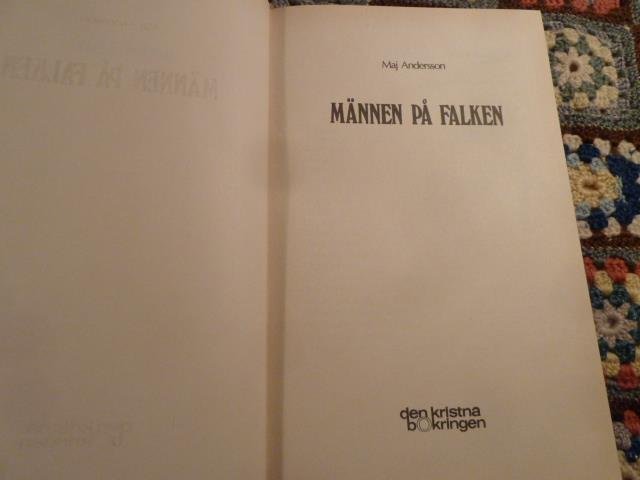 Maj Andersson
MÄNNEN PÅ FALKEN
den kristna
bokringen